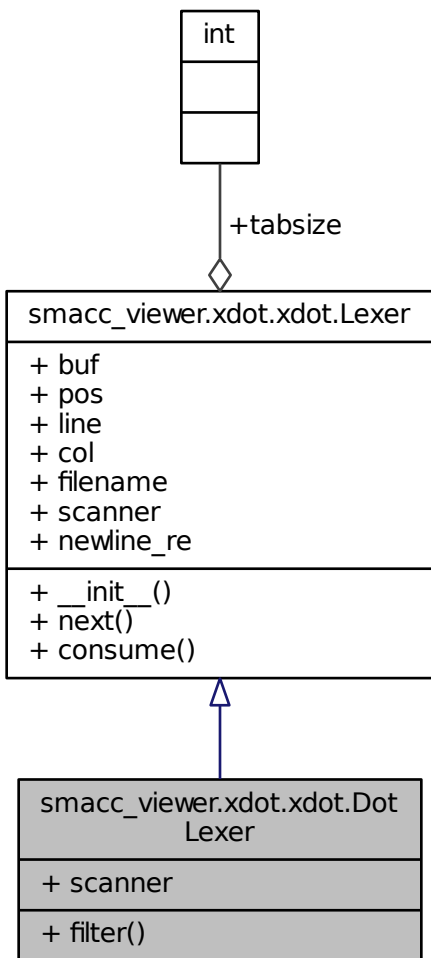 int
+tabsize
smacc_viewer.xdot.xdot.Lexer
+ buf
+ pos
+ line
+ col
+ filename
+ scanner
+ newline_re
+ __init__()
+ next()
+ consume()
smacc_viewer.xdot.xdot.Dot
Lexer
+ scanner
+ filter()